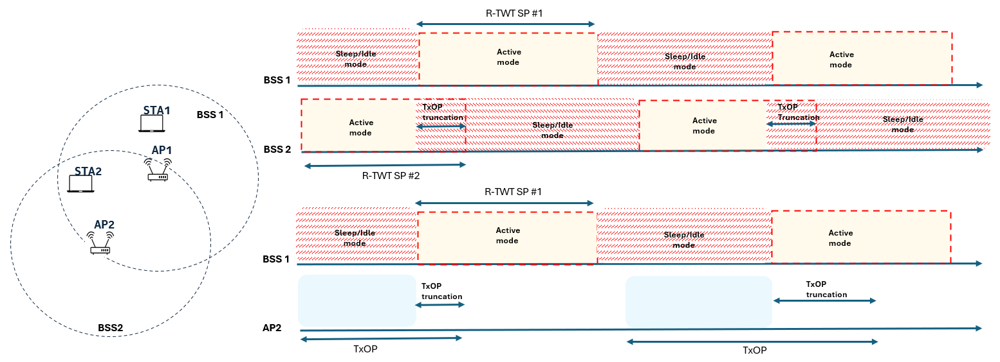 STA1
BSS 1
AP1
STA2
AP2
BSS2
R-TWT SP #1
Sleep/Idle
mode
Active
mode
Sleep/Idle
mode
Active
mode
BSS 1
Active
mode
TxOP
truncation
Sleep/Idle
mode
Active
mode
TxOP
Truncation
Sleep/Idle
mode
BSS 2
R-TWT SP #2
R-TWT SP #1
Sleep/Idle
mode
Active
mode
Sleep/Idle
mode
Active
mode
BSS 1
TxOP
truncation
TxOP
truncation
AP2
TxOP
TxOP